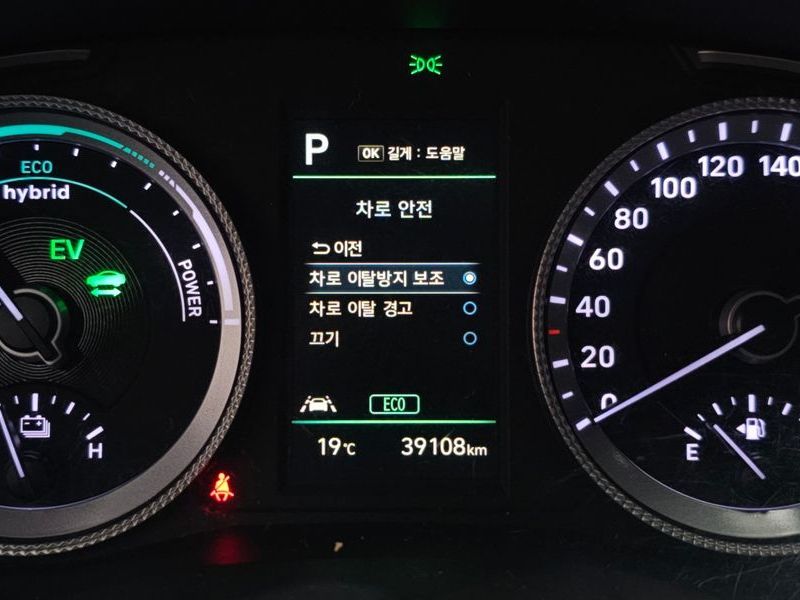 P
OK 길게 : 도움말
차로 안전
이전
차로 이탈방지 보조
차로 이탈 경고
끄기
ECO
19℃ 39108km
ECO
hybrid
EV
POWER
H
0
20
40
60
80
100
120
140
E